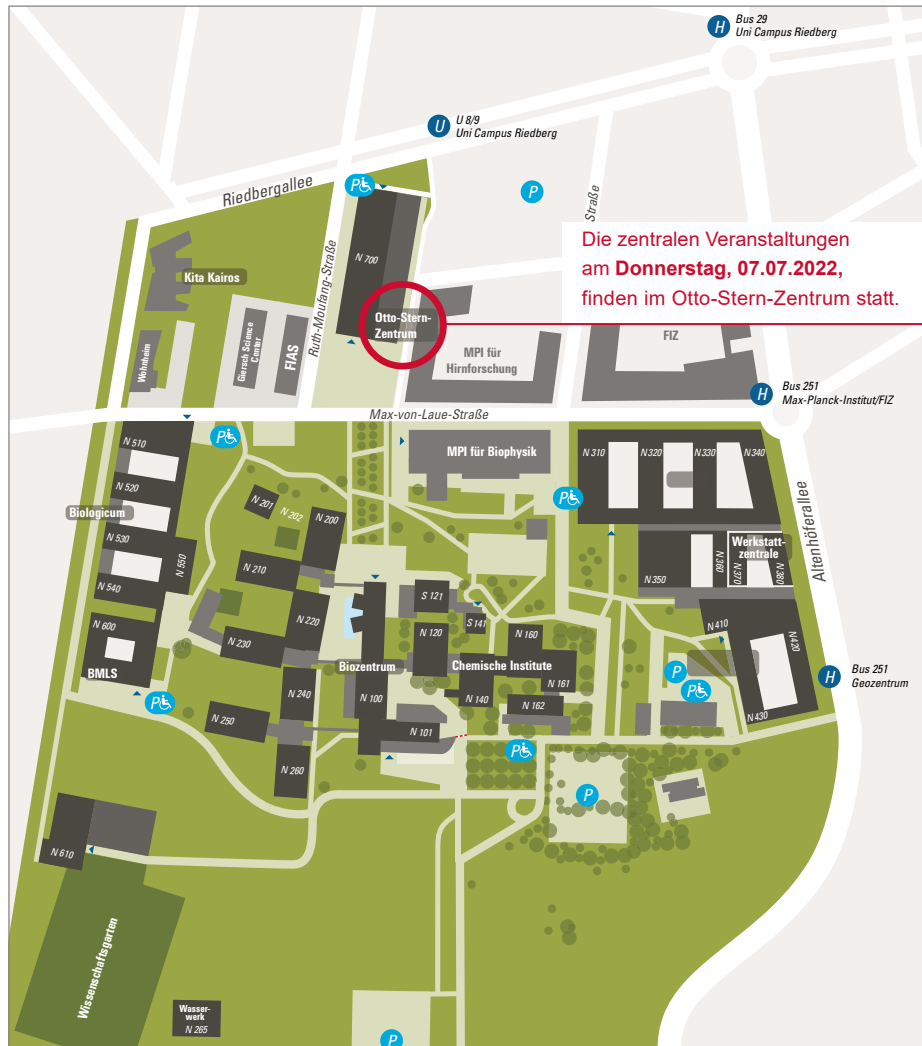 H
Bus 29
Uni Campus Riedberg
U
U 8/9
Uni Campus Riedberg
Riedbergallee
P
P
Straße
Die zentralen Veranstaltungen
am Donnerstag, 07.07.2022,
finden im Otto-Stern-Zentrum statt.
Kita Kairos
N 700
Ruth-Moufang-Straße
Otto-Stern-
Zentrum
Wohnheim
Giersch Science
Center
FIAS
MPI für
Hirnforschung
FIZ
H
Bus 251
Max-Planck-Institut/FIZ
Max-von-Laue-Straße
P
N 510
MPI für Biophysik
N 310
N 320
N 330
N 340
N 520
Biologicum
N 201
N 202
N 200
P
N 530
N 550
Werkstatt-
zentrale
Altenhöferallee
N 540
N 210
N 350
N 360
N 370
N 380
S 121
N 600
N 220
S 141
N 410
N 420
N 230
N 120
N 160
BMLS
Biozentrum
Chemische Institute
P
H
Bus 251
Geozentrum
N 240
N 100
N 140
N 161
P
P
N 162
N 250
N 101
N 430
P
N 260
P
N 610
Wissenschaftsgarten
Wasser-
werk
N 265
P